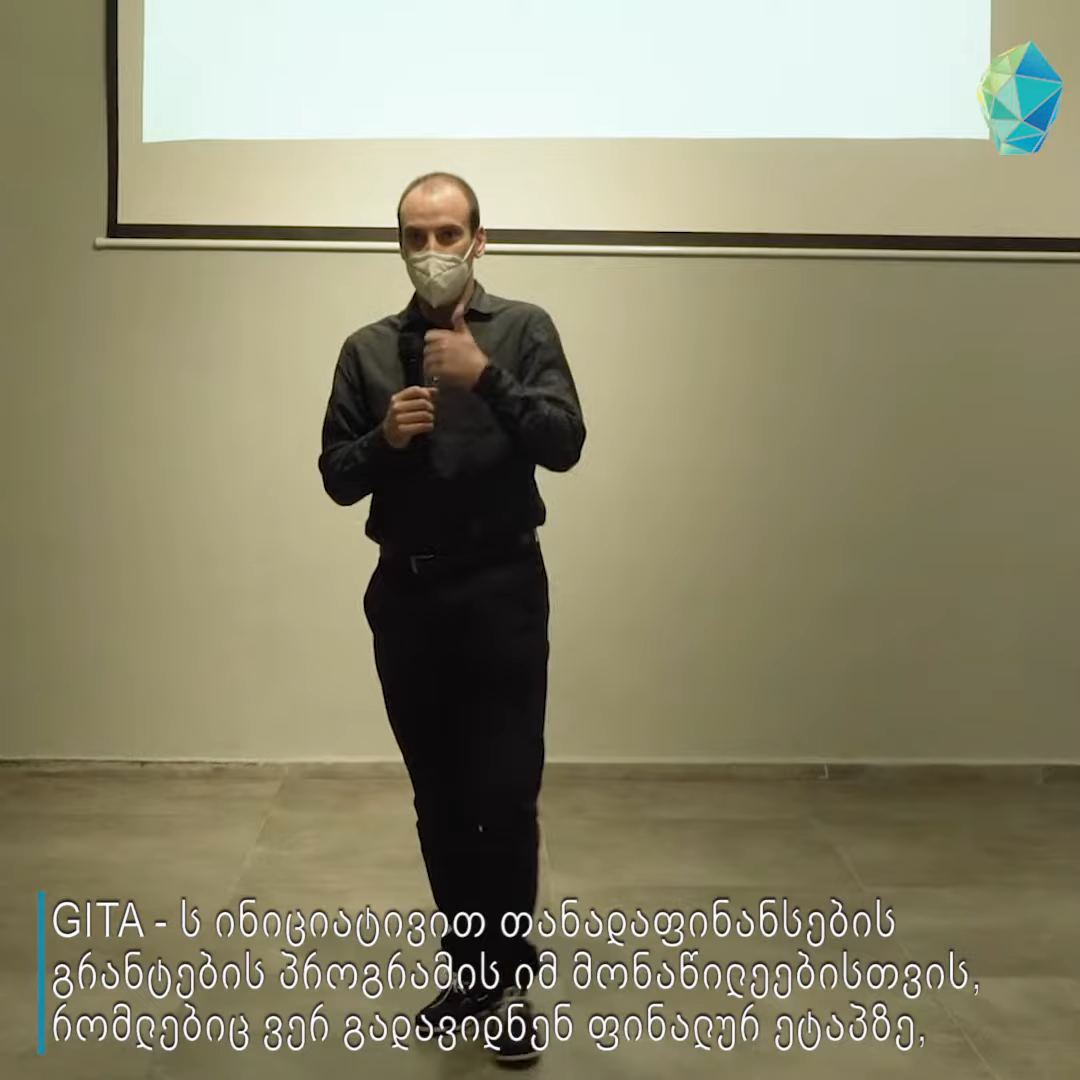 GITA - ს ინიციატივით თანადაფინანსების
გრანტების პროგრამის იმ მონაწილეებისთვის,
რომლებიც ვერ გადავიდნენ ფინალურ ეტაპზე,